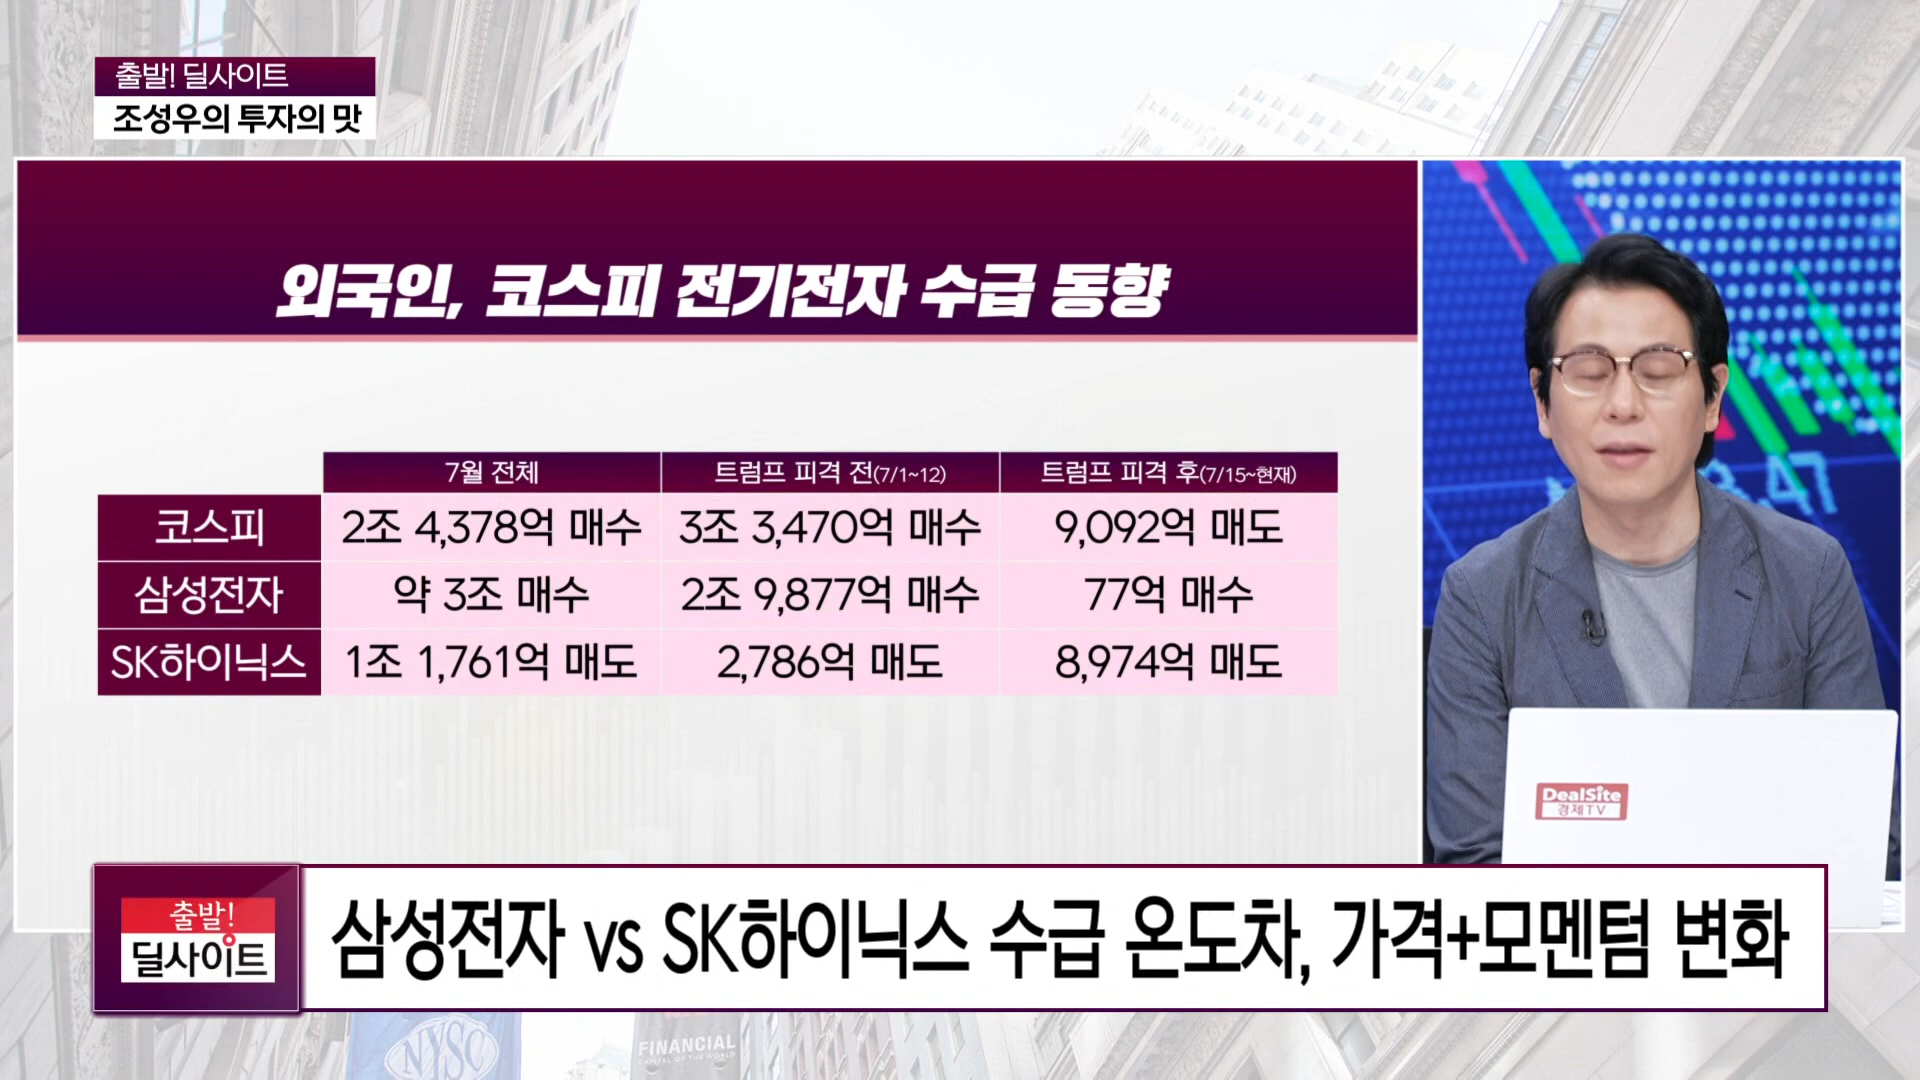 출발! 딜사이트
조성우의 투자의 맛
외국인, 코스피 전기전자 수급 동향
7월 전체 트럼프 피격 전(7/1~12) 트럼프 피격 후(7/15~현재)
코스피 2조 4,378억 매수 3조 3,470억 매수 9,092억 매도
삼성전자 약 3조 매수 2조 9,877억 매수 77억 매수
SK하이닉스 1조 1,761억 매도 2,786억 매도 8,974억 매도
3.47
DealSite
경제TV
출발!
딜사이트
삼성전자 vs SK하이닉스 수급 온도차, 가격+모멘텀 변화
NYSC
FINANCIAL
CAPITAL OF THE WORLD